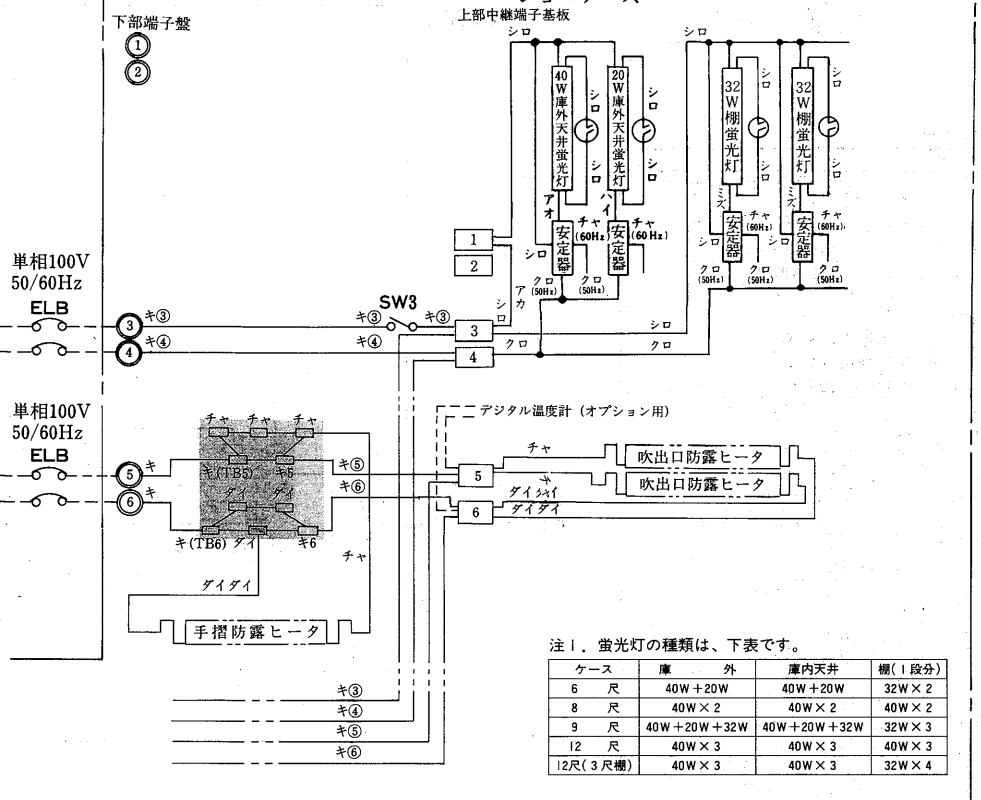 下部端子盤
①
②
上部中継端子基板
シロ
シロ
40W庫外天井蛍光灯
シロ
シロ
20W庫外天井蛍光灯
シロ
シロ
32W棚蛍光灯
シロ
シロ
32W棚蛍光灯
シロ
シロ
アオ
ハイ
ミズ
ミズ
安定器
チャ
(60Hz)
安定器
チャ
(60Hz)
安定器
チャ
(60Hz)
安定器
チャ
(60Hz)
シロ
シロ
シロ
クロ
(50Hz)
クロ
(50Hz)
クロ
(50Hz)
クロ
(50Hz)
クロ
(50Hz)
クロ
(50Hz)
1
2
アカ
シロ
単相100V
50/60Hz
ELB
③
キ③
キ③
SW3
キ③
3
シロ
④
キ④
キ④
4
クロ
クロ
単相100V
50/60Hz
ELB
⑤
キ
⑥
キ
チャ
チャ
チャ
キ(TB5)
キ5
ダイ
ダイ
キ(TB6)
ダイ
キ6
キ⑤
キ⑥
チャ
ダイダイ
手摺防露ヒータ
デジタル温度計(オプション用)
5
チャ
吹出口防露ヒータ
キ
吹出口防露ヒータ
6
ダイダイ
ダイダイ
キ③
キ④
キ⑤
キ⑥
注1. 蛍光灯の種類は、下表です。
ケース 庫外 庫内天井 棚(1段分)
6尺 40W+20W 40W+20W 32W×2
8尺 40W×2 40W×2 40W×2
9尺 40W+20W+32W 40W+20W+32W 32W×3
12尺 40W×3 40W×3 40W×3
12尺(3尺棚) 40W×3 40W×3 32W×4